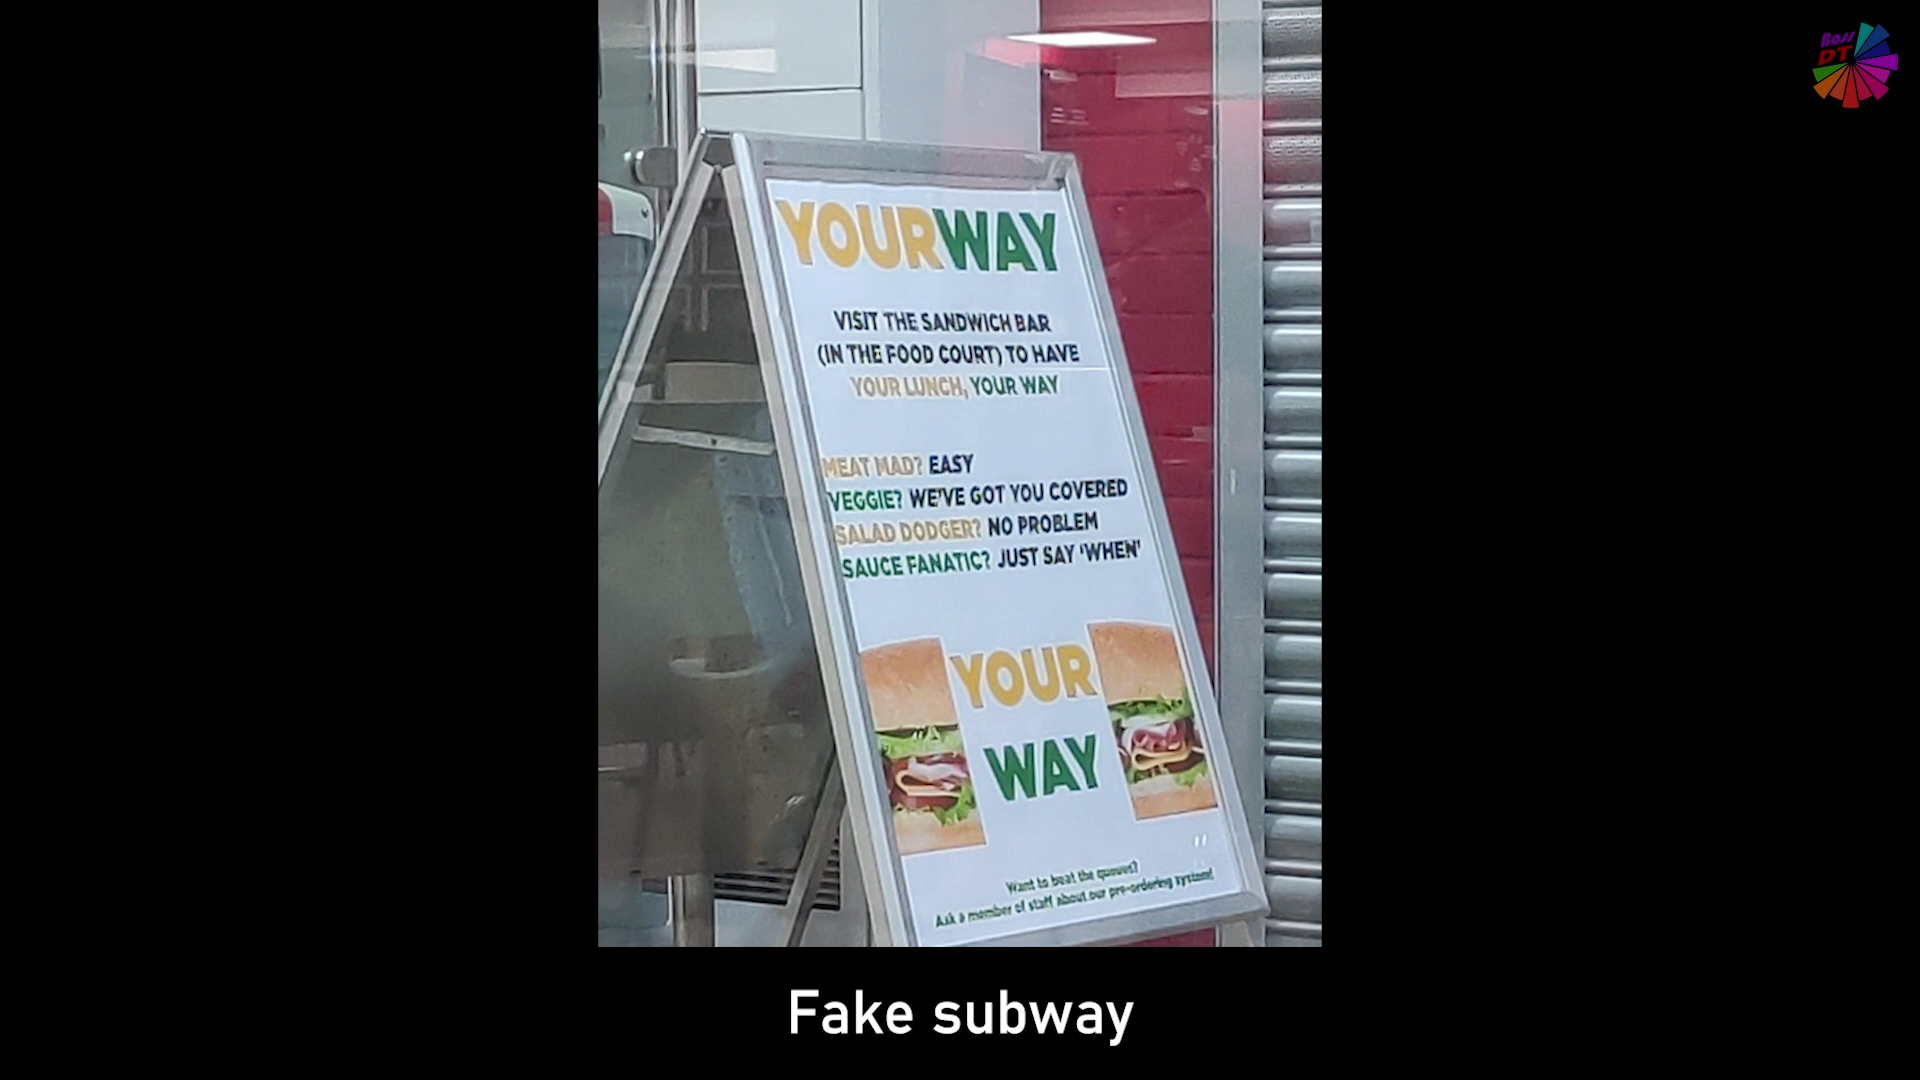 Boss
DT
YOURWAY
VISIT THE SANDWICH BAR
(IN THE FOOD COURT) TO HAVE
YOUR LUNCH, YOUR WAY
MEAT MAD? EASY
VEGGIE? WE'VE GOT YOU COVERED
SALAD DODGER? NO PROBLEM
SAUCE FANATIC? JUST SAY 'WHEN'
YOUR
WAY
Want to beat the queues?
Ask a member of staff about our pre-ordering system!
Fake subway